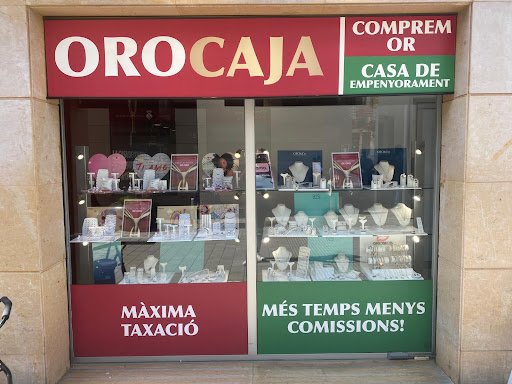 OROCAJA
COMPREM
OR
CASA DE
EMPENYORAMENT
MÀXIMA
TAXACIÓ
MÉS TEMPS MENYS
COMISSIONS!